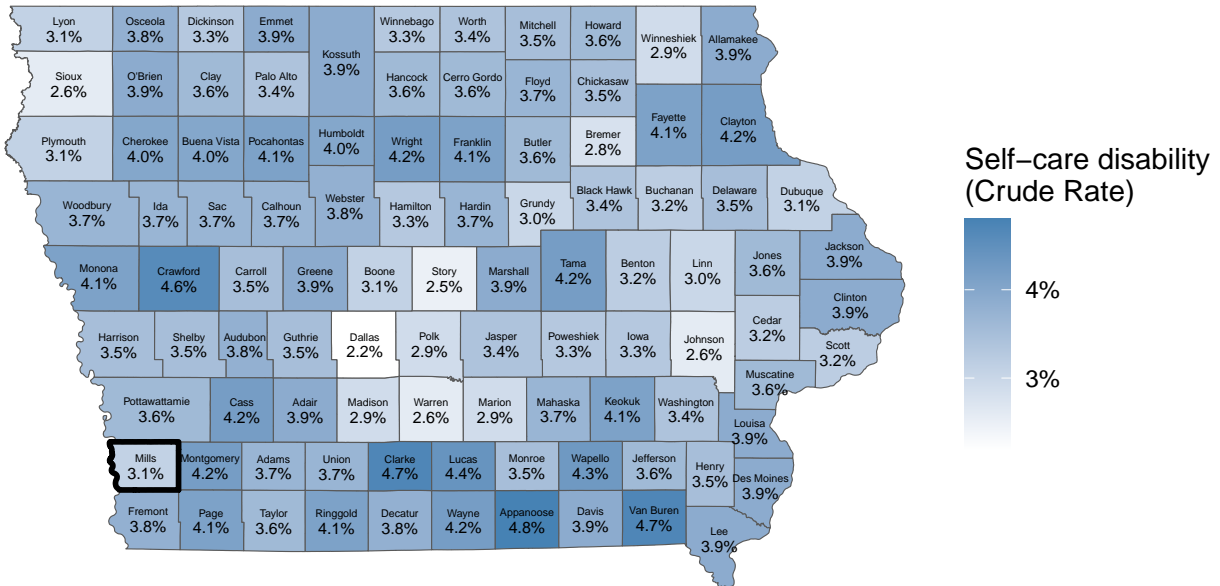 Lyon
3.1%
Osceola
3.8%
Dickinson
3.3%
Emmet
3.9%
Kossuth
3.9%
Winnebago
3.3%
Worth
3.4%
Mitchell
3.5%
Howard
3.6%
Winneshiek
2.9%
Allamakee
3.9%
Sioux
2.6%
O'Brien
3.9%
Clay
3.6%
Palo Alto
3.4%
Hancock
3.6%
Cerro Gordo
3.6%
Floyd
3.7%
Chickasaw
3.5%
Fayette
4.1%
Clayton
4.2%
Plymouth
3.1%
Cherokee
4.0%
Buena Vista
4.0%
Pocahontas
4.1%
Humboldt
4.0%
Wright
4.2%
Franklin
4.1%
Butler
3.6%
Bremer
2.8%
Woodbury
3.7%
Ida
3.7%
Sac
3.7%
Calhoun
3.7%
Webster
3.8%
Hamilton
3.3%
Hardin
3.7%
Grundy
3.0%
Black Hawk
3.4%
Buchanan
3.2%
Delaware
3.5%
Dubuque
3.1%
Monona
4.1%
Crawford
4.6%
Carroll
3.5%
Greene
3.9%
Boone
3.1%
Story
2.5%
Marshall
3.9%
Tama
4.2%
Benton
3.2%
Linn
3.0%
Jones
3.6%
Jackson
3.9%
Clinton
3.9%
Harrison
3.5%
Shelby
3.5%
Audubon
3.8%
Guthrie
3.5%
Dallas
2.2%
Polk
2.9%
Jasper
3.4%
Poweshiek
3.3%
Iowa
3.3%
Johnson
2.6%
Cedar
3.2%
Scott
3.2%
Muscatine
3.6%
Pottawattamie
3.6%
Cass
4.2%
Adair
3.9%
Madison
2.9%
Warren
2.6%
Marion
2.9%
Mahaska
3.7%
Keokuk
4.1%
Washington
3.4%
Louisa
3.9%
Mills
3.1%
Montgomery
4.2%
Adams
3.7%
Union
3.7%
Clarke
4.7%
Lucas
4.4%
Monroe
3.5%
Wapello
4.3%
Jefferson
3.6%
Henry
3.5%
Des Moines
3.9%
Fremont
3.8%
Page
4.1%
Taylor
3.6%
Ringgold
4.1%
Decatur
3.8%
Wayne
4.2%
Appanoose
4.8%
Davis
3.9%
Van Buren
4.7%
Lee
3.9%
Self−care disability
(Crude Rate)
4%
3%